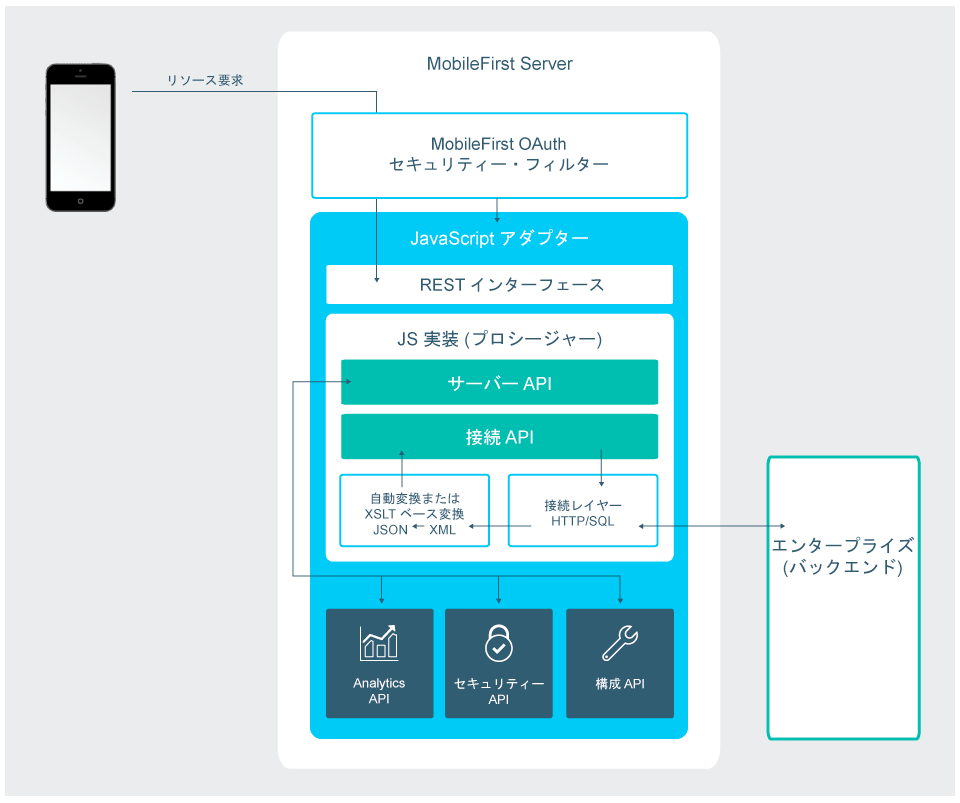 MobileFirst Server
リソース要求
MobileFirst OAuth
セキュリティー・フィルター
JavaScript アダプター
REST インターフェース
JS 実装 (プロシージャー)
サーバー API
接続 API
自動変換または
XSLT ベース変換
JSON ← XML
接続レイヤー
HTTP/SQL
エンタープライズ
(バックエンド)
Analytics
API
セキュリティー
API
構成 API